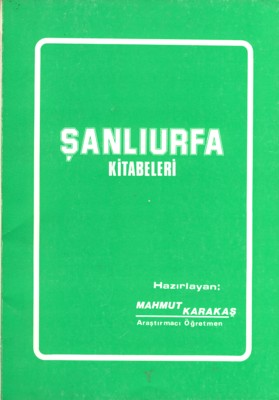 ŞANLIURFA
KİTABELERİ
Hazırlayan:
MAHMUT
KARAKAŞ
Araştırmacı Öğretmen